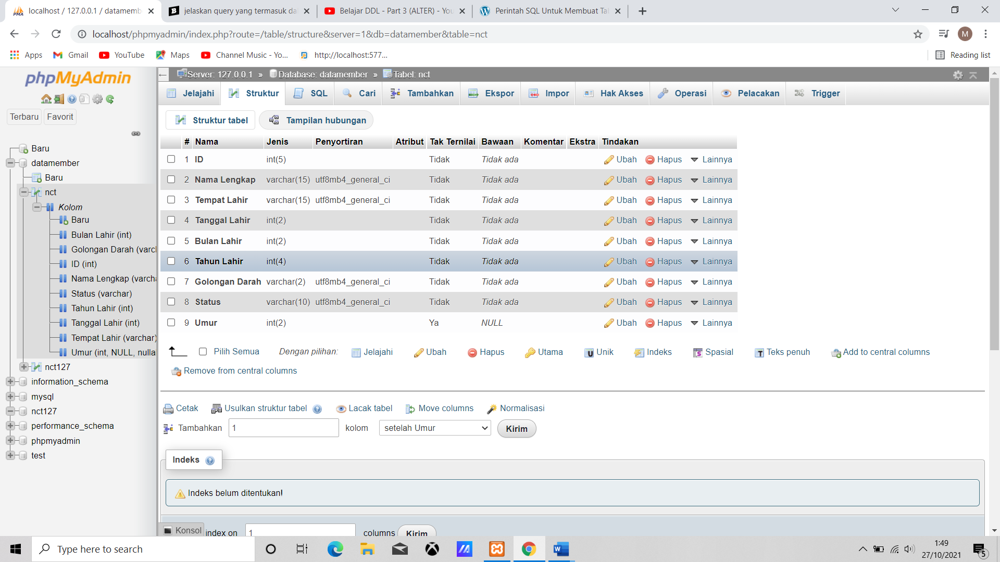 localhost / 127.0.0.1 / datamemb
jelaskan query yang termasuk da
Belajar DDL - Part 3 (ALTER) - You
Perintah SQL Untuk Membuat Ta
localhost/phpmyadmin/index.php?route=/table/structure&server=1&db=datamember&table=nct
M
Apps
Gmail
YouTube
Maps
Channel Music - Yo...
http://localhost:577...
Reading list
phpMyAdmin
Terbaru
Favorit
Baru
datamember
Baru
nct
Kolom
Baru
Bulan Lahir (int)
Golongan Darah (varc
ID (int)
Nama Lengkap (varch
Status (varchar)
Tahun Lahir (int)
Tanggal Lahir (int)
Tempat Lahir (varchar)
Umur (int, NULL, nulla
nct127
information_schema
mysql
nct127
performance_schema
phpmyadmin
test
Server: 127.0.0.1 » Database: datamember » Tabel: nct
Jelajahi Struktur SQL Cari Tambahkan Ekspor Impor Hak Akses Operasi Pelacakan Trigger
Struktur tabel Tampilan hubungan
# Nama Jenis Penyortiran Atribut Tak Ternilai Bawaan Komentar Ekstra Tindakan
1 ID int(5) Tidak Tidak ada Ubah Hapus Lainnya
2 Nama Lengkap varchar(15) utf8mb4_general_ci Tidak Tidak ada Ubah Hapus Lainnya
3 Tempat Lahir varchar(15) utf8mb4_general_ci Tidak Tidak ada Ubah Hapus Lainnya
4 Tanggal Lahir int(2) Tidak Tidak ada Ubah Hapus Lainnya
5 Bulan Lahir int(2) Tidak Tidak ada Ubah Hapus Lainnya
6 Tahun Lahir int(4) Tidak Tidak ada Ubah Hapus Lainnya
7 Golongan Darah varchar(2) utf8mb4_general_ci Tidak Tidak ada Ubah Hapus Lainnya
8 Status varchar(10) utf8mb4_general_ci Tidak Tidak ada Ubah Hapus Lainnya
9 Umur int(2) Ya NULL Ubah Hapus Lainnya
Pilih Semua Dengan pilihan: Jelajahi Ubah Hapus Utama Unik Indeks Spasial Teks penuh Add to central columns
Remove from central columns
Cetak Usulkan struktur tabel Lacak tabel Move columns Normalisasi
Tambahkan 1 kolom setelah Umur Kirim
Indeks
Indeks belum ditentukan!
Konsol index on 1 columns Kirim
Type here to search
1:49
27/10/2021
5